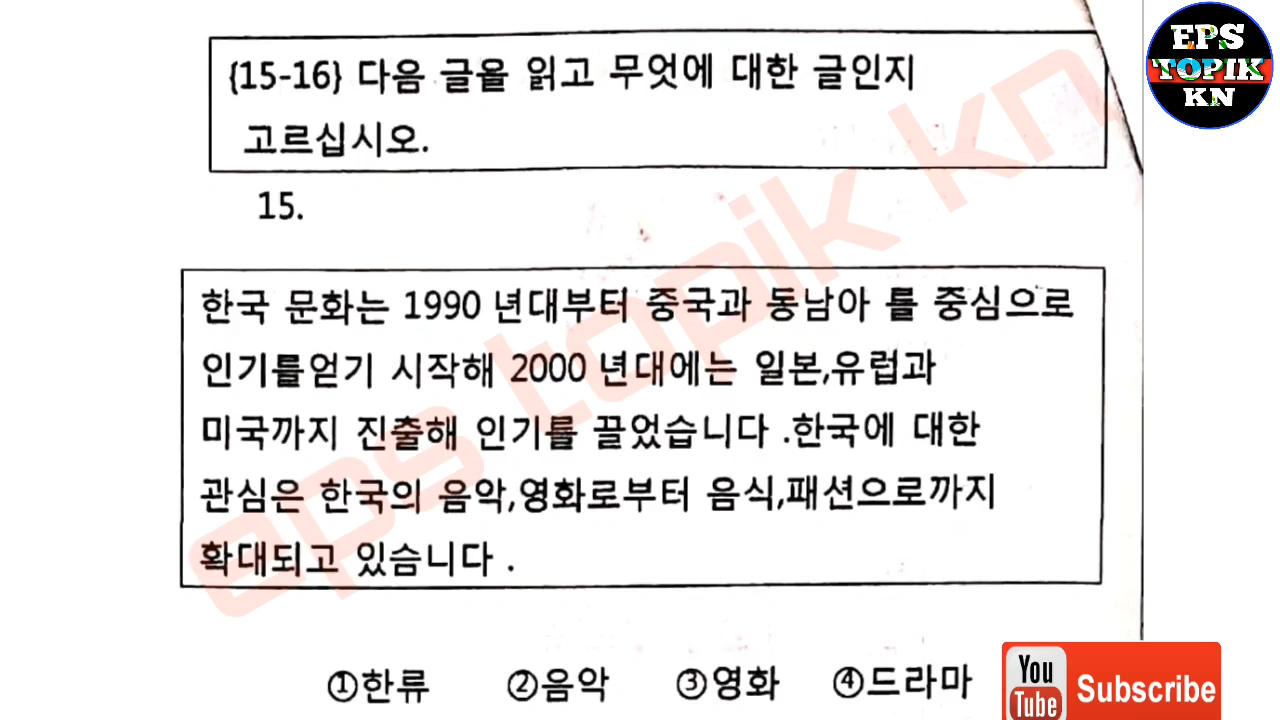 EPS
TOPIK
KN
{15-16} 다음 글을 읽고 무엇에 대한 글인지
고르십시오.
15.
한국 문화는 1990 년대부터 중국과 동남아 를 중심으로
인기를얻기 시작해 2000 년대에는 일본,유럽과
미국까지 진출해 인기를 끌었습니다 .한국에 대한
관심은 한국의 음악,영화로부터 음식,패션으로까지
확대되고 있습니다 .
①한류 ②음악 ③영화 ④드라마
eps topik kn
You
Tube
Subscribe